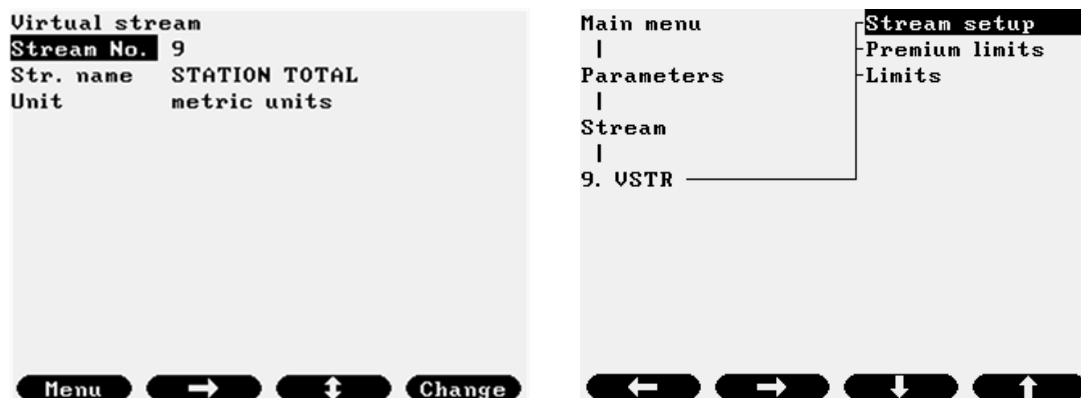 Virtual stream
Stream No. 9
Str. name STATION TOTAL
Unit metric units
Menu
Change
Main menu
Parameters
Stream
9. VSTR
Stream setup
Premium limits
Limits